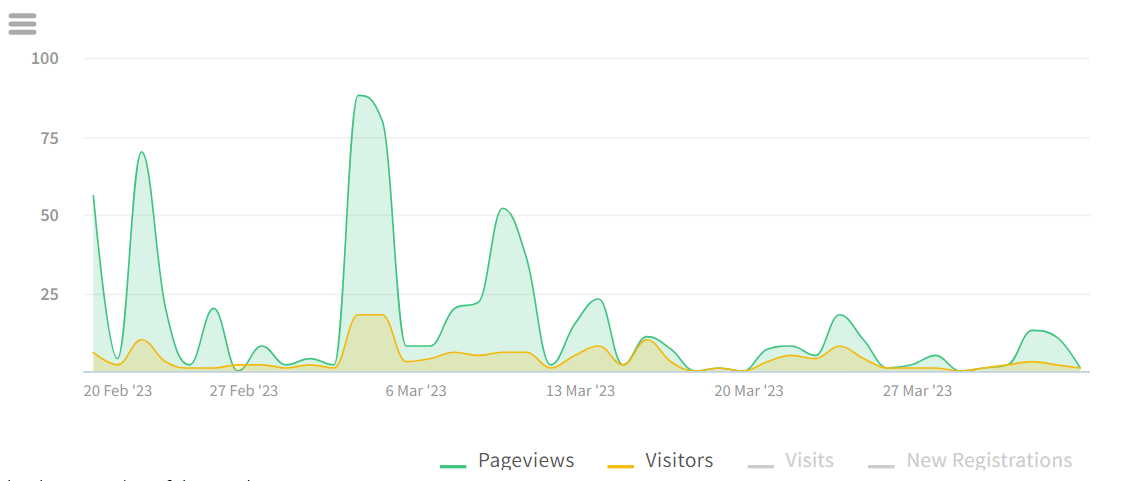 100
75
50
25
20 Feb '23 27 Feb '23 6 Mar '23 13 Mar '23 20 Mar '23 27 Mar '23
Pageviews Visitors Visits New Registrations